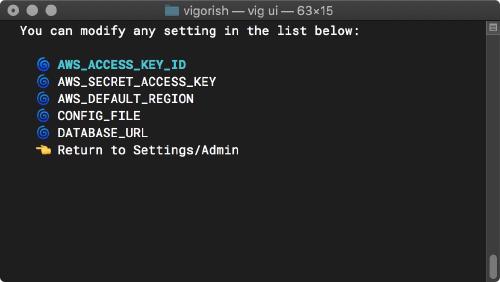 vigorish — vig ui — 63×15
You can modify any setting in the list below:
AWS_ACCESS_KEY_ID
AWS_SECRET_ACCESS_KEY
AWS_DEFAULT_REGION
CONFIG_FILE
DATABASE_URL
Return to Settings/Admin